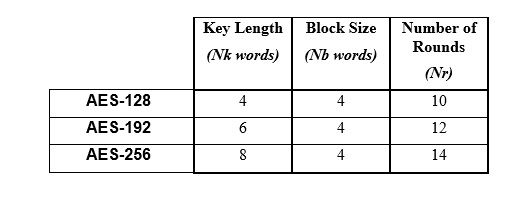 Key Length Block Size Number of
Rounds
(Nk words) (Nb words)
(Nr)
AES-128 4 4 10
AES-192 6 4 12
AES-256 8 4 14